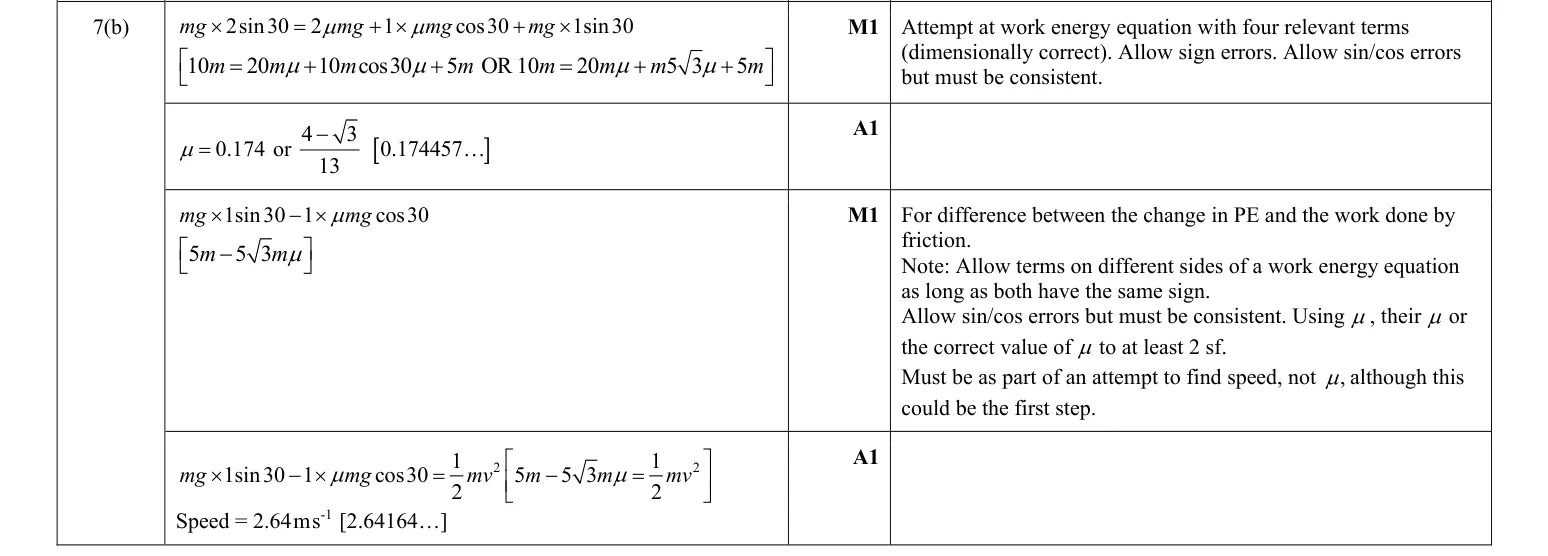 7(b)
mg × 2sin30 = 2μmg + 1× μmg cos30 + mg ×1sin30
[10m = 20mμ +10mcos30μ + 5m OR 10m = 20mμ + m5√3μ + 5m]
M1
Attempt at work energy equation with four relevant terms
(dimensionally correct). Allow sign errors. Allow sin/cos errors
but must be consistent.
μ = 0.174 or (4−√3)/13 [0.174457…]
A1
mg ×1sin30 −1× μmg cos30
[5m − 5√3mμ]
M1
For difference between the change in PE and the work done by
friction.
Note: Allow terms on different sides of a work energy equation
as long as both have the same sign.
Allow sin/cos errors but must be consistent. Using μ , their μ or
the correct value of μ to at least 2 sf.
Must be as part of an attempt to find speed, not μ, although this
could be the first step.
mg ×1sin30 −1× μmg cos30 = 1/2 mv² [5m − 5√3mμ = 1/2 mv²]
Speed = 2.64ms⁻¹ [2.64164…]
A1